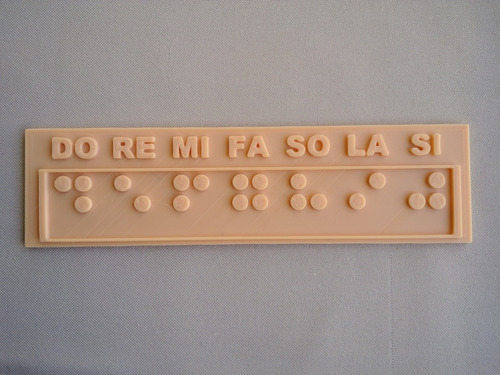 DO RE MI FA SO LA SI
⠙ ⠑ ⠋ ⠛ ⠓ ⠊ ⠚